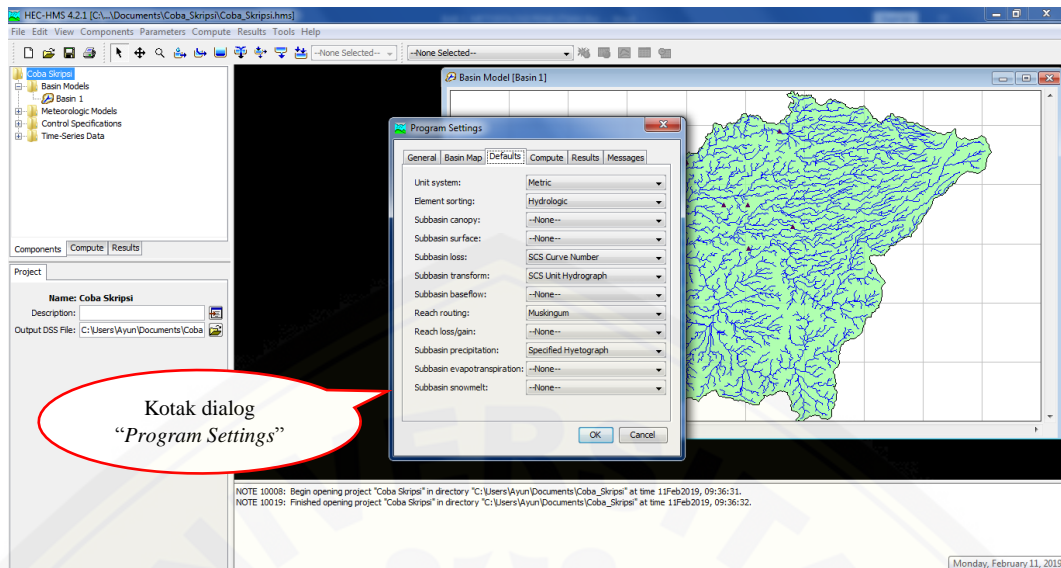 HEC-HMS 4.2.1 [C:\...\Documents\Coba_Skripsi\Coba_Skripsi.hms]
File Edit View Components Parameters Compute Results Tools Help
--None Selected-- --None Selected--
Coba Skripsi
Basin Models
Basin 1
Meteorologic Models
Control Specifications
Time-Series Data
Components Compute Results
Project
Name: Coba Skripsi
Description:
Output DSS File: C:\Users\Ayun\Documents\Coba
Basin Model [Basin 1]
Program Settings
General Basin Map Defaults Compute Results Messages
Unit system: Metric
Element sorting: Hydrologic
Subbasin canopy: --None--
Subbasin surface: --None--
Subbasin loss: SCS Curve Number
Subbasin transform: SCS Unit Hydrograph
Subbasin baseflow: --None--
Reach routing: Muskingum
Reach loss/gain: --None--
Subbasin precipitation: Specified Hyetograph
Subbasin evapotranspiration: --None--
Subbasin snowmelt: --None--
OK Cancel
Kotak dialog
“Program Settings”
NOTE 10008: Begin opening project "Coba Skripsi" in directory "C:\Users\Ayun\Documents\Coba_Skripsi" at time 11Feb2019, 09:36:31.
NOTE 10019: Finished opening project "Coba Skripsi" in directory "C:\Users\Ayun\Documents\Coba_Skripsi" at time 11Feb2019, 09:36:32.
Monday, February 11, 2019